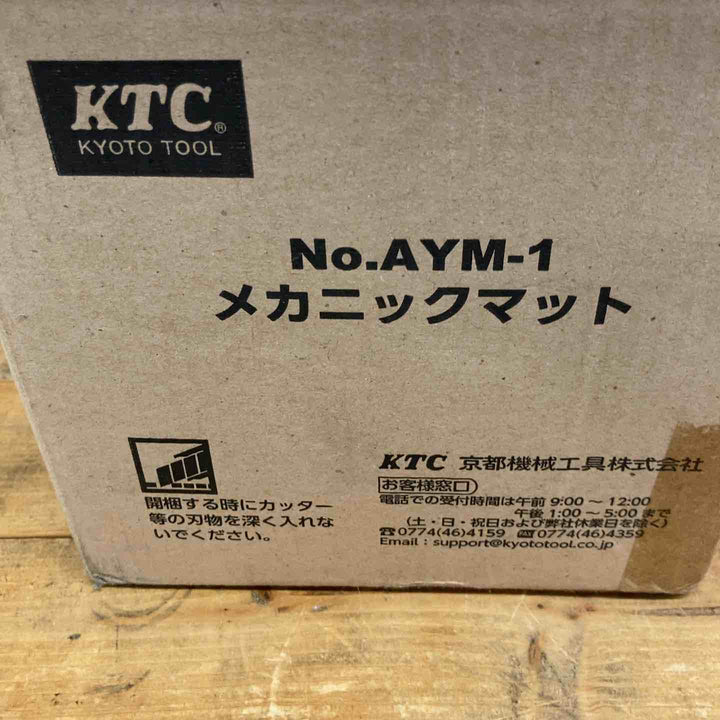 KTC®
KYOTO TOOL
No.AYM-1
メカニックマット
開梱する時にカッター
等の刃物を深く入れな
いでください。
KTC 京都機械工具株式会社
お客様窓口
電話での受付時間は午前 9:00 ～ 12:00
午後 1:00 ～ 5:00 まで
(土・日・祝日および弊社休業日を除く)
☎0774(46)4159 FAX0774(46)4359
Email : support@kyototool.co.jp